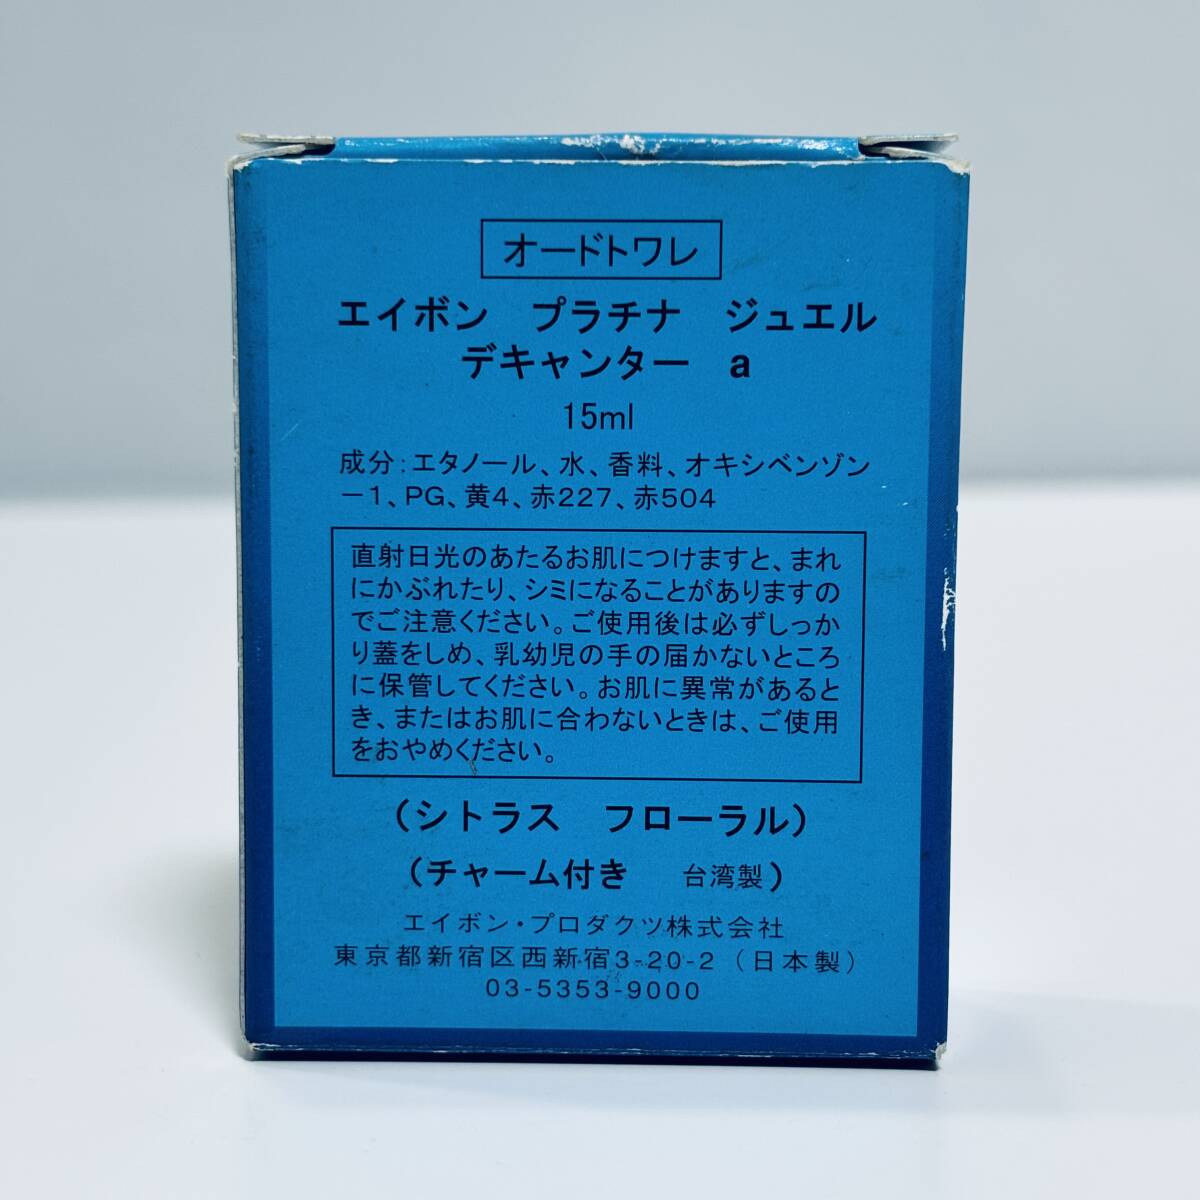 オードトワレ
エイボン プラチナ ジュエル
デキャンター a
15ml
成分：エタノール、水、香料、オキシベンゾン
－1、PG、黄4、赤227、赤504
直射日光のあたるお肌につけますと、まれ
にかぶれたり、シミになることがありますの
でご注意ください。ご使用後は必ずしっか
り蓋をしめ、乳幼児の手の届かないところ
に保管してください。お肌に異常があると
き、またはお肌に合わないときは、ご使用
をおやめください。
（シトラス フローラル）
（チャーム付き 台湾製）
エイボン・プロダクツ株式会社
東京都新宿区西新宿3-20-2（日本製）
03-5353-9000